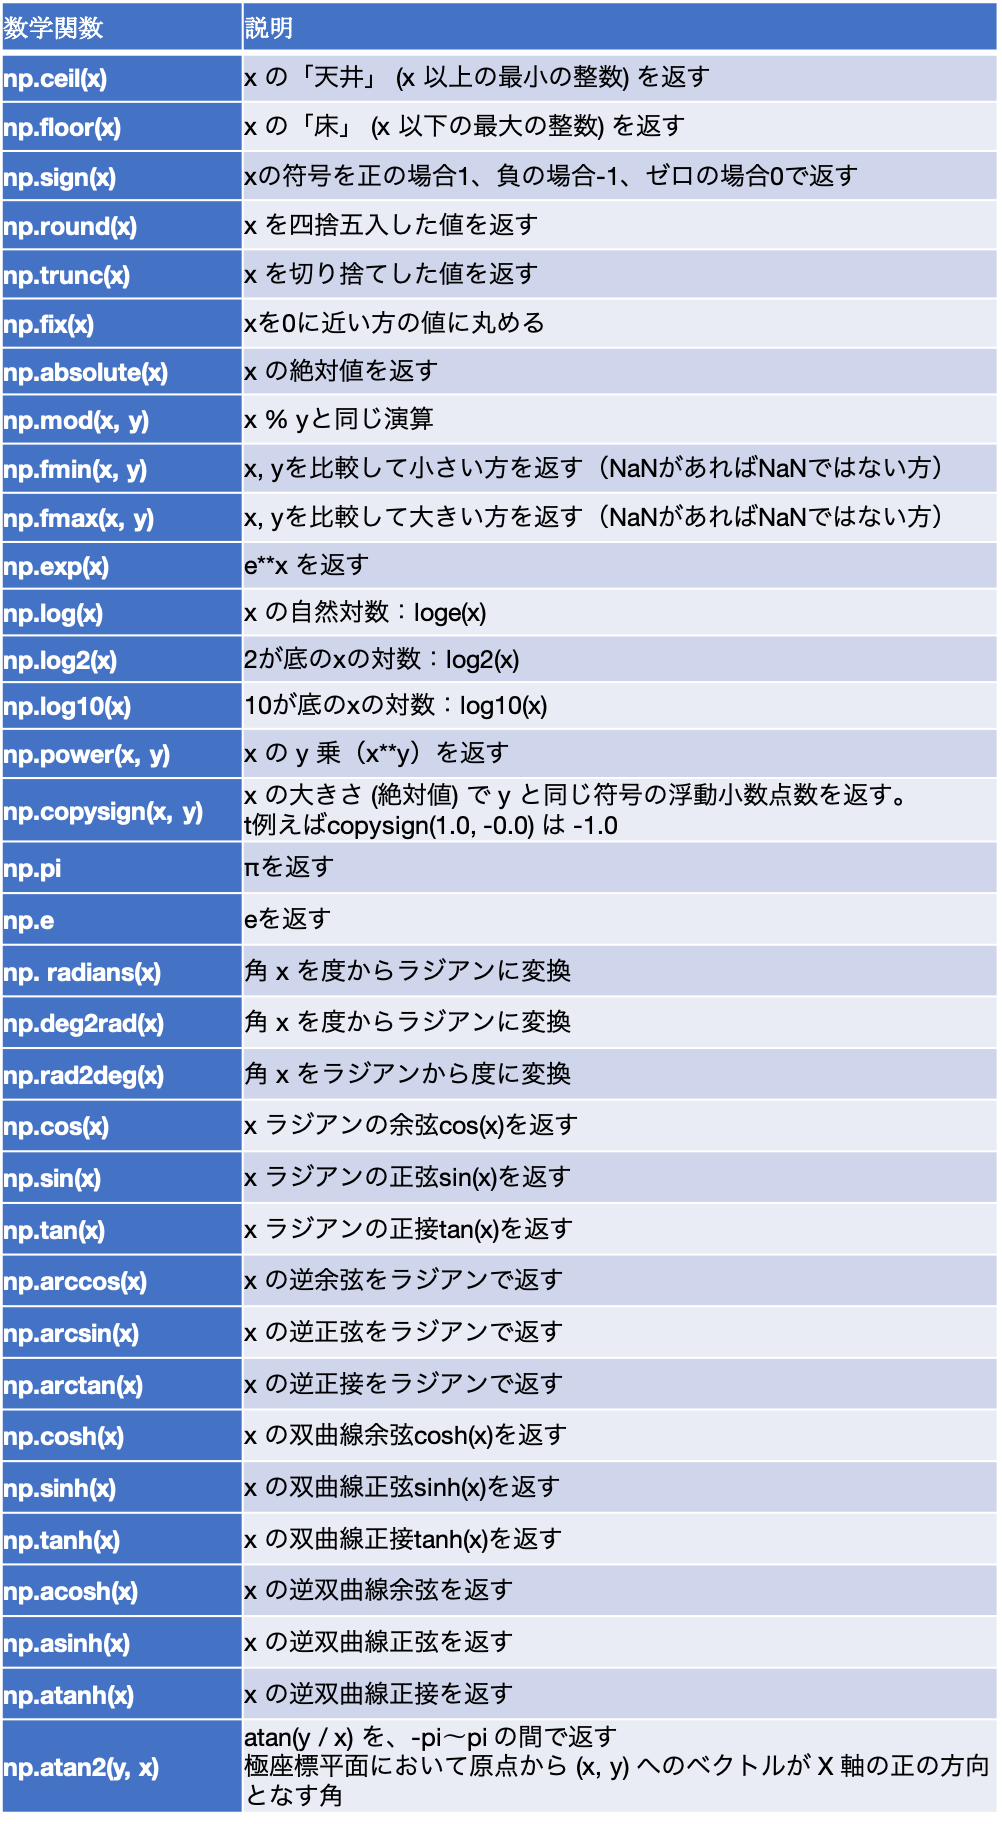 数学関数 説明
np.ceil(x) x の「天井」 (x 以上の最小の整数) を返す
np.floor(x) x の「床」 (x 以下の最大の整数) を返す
np.sign(x) xの符号を正の場合1、負の場合-1、ゼロの場合0で返す
np.round(x) x を四捨五入した値を返す
np.trunc(x) x を切り捨てした値を返す
np.fix(x) xを0に近い方の値に丸める
np.absolute(x) x の絶対値を返す
np.mod(x, y) x % yと同じ演算
np.fmin(x, y) x, yを比較して小さい方を返す（NaNがあればNaNではない方）
np.fmax(x, y) x, yを比較して大きい方を返す（NaNがあればNaNではない方）
np.exp(x) e**x を返す
np.log(x) x の自然対数：loge(x)
np.log2(x) 2が底のxの対数：log2(x)
np.log10(x) 10が底のxの対数：log10(x)
np.power(x, y) x の y 乗（x**y）を返す
np.copysign(x, y) x の大きさ (絶対値) で y と同じ符号の浮動小数点数を返す。
t例えばcopysign(1.0, -0.0) は -1.0
np.pi πを返す
np.e eを返す
np. radians(x) 角 x を度からラジアンに変換
np.deg2rad(x) 角 x を度からラジアンに変換
np.rad2deg(x) 角 x をラジアンから度に変換
np.cos(x) x ラジアンの余弦cos(x)を返す
np.sin(x) x ラジアンの正弦sin(x)を返す
np.tan(x) x ラジアンの正接tan(x)を返す
np.arccos(x) x の逆余弦をラジアンで返す
np.arcsin(x) x の逆正弦をラジアンで返す
np.arctan(x) x の逆正接をラジアンで返す
np.cosh(x) x の双曲線余弦cosh(x)を返す
np.sinh(x) x の双曲線正弦sinh(x)を返す
np.tanh(x) x の双曲線正接tanh(x)を返す
np.acosh(x) x の逆双曲線余弦を返す
np.asinh(x) x の逆双曲線正弦を返す
np.atanh(x) x の逆双曲線正接を返す
np.atan2(y, x) atan(y / x) を、-pi〜pi の間で返す
極座標平面において原点から (x, y) へのベクトルが X 軸の正の方向
となす角